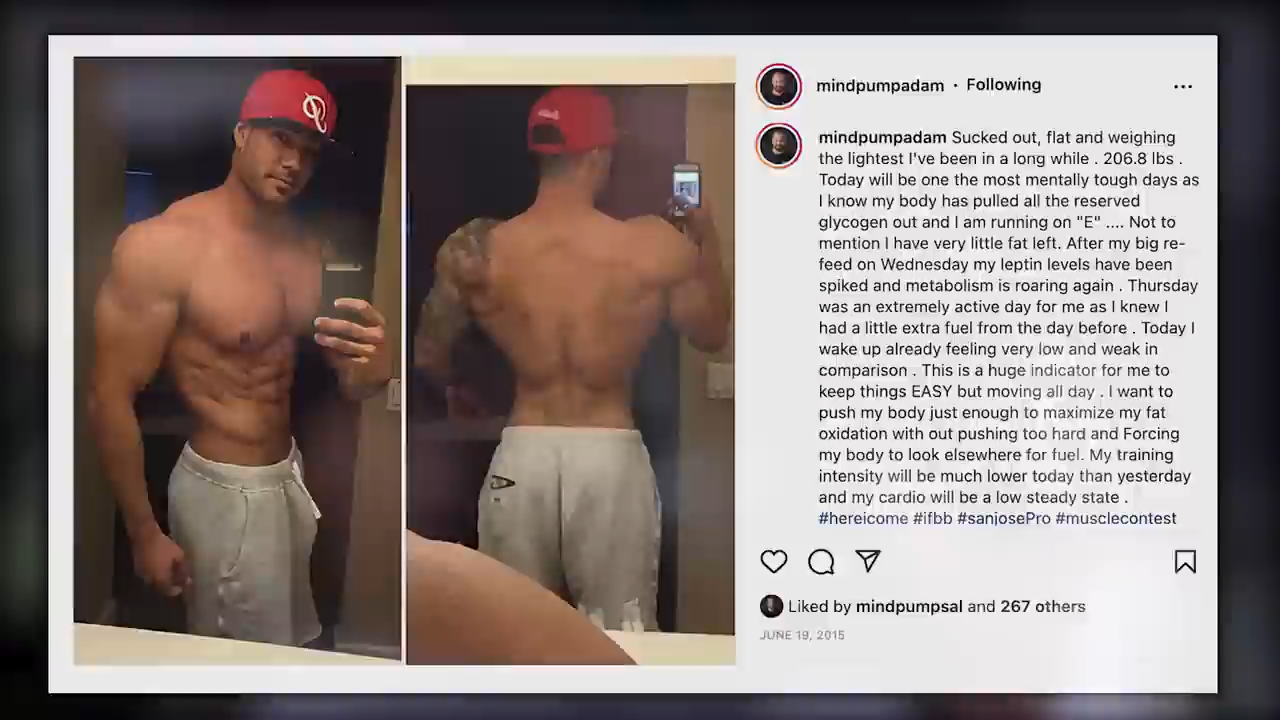 mindpumpadam · Following
mindpumpadam Sucked out, flat and weighing
the lightest I've been in a long while . 206.8 lbs .
Today will be one the most mentally tough days as
I know my body has pulled all the reserved
glycogen out and I am running on "E" .... Not to
mention I have very little fat left. After my big re-
feed on Wednesday my leptin levels have been
spiked and metabolism is roaring again . Thursday
was an extremely active day for me as I knew I
had a little extra fuel from the day before . Today I
wake up already feeling very low and weak in
comparison . This is a huge indicator for me to
keep things EASY but moving all day . I want to
push my body just enough to maximize my fat
oxidation with out pushing too hard and Forcing
my body to look elsewhere for fuel. My training
intensity will be much lower today than yesterday
and my cardio will be a low steady state .
#hereicome #ifbb #sanjosePro #musclecontest
Liked by mindpumpsal and 267 others
JUNE 19, 2015